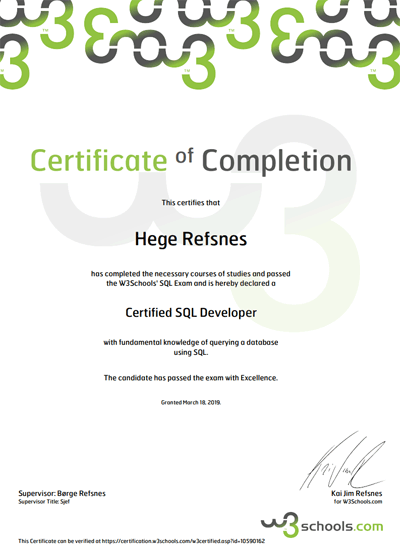 Certificate of Completion
This certifies that
Hege Refsnes
has completed the necessary courses of studies and passed
the W3Schools' SQL Exam and is hereby declared a
Certified SQL Developer
with fundamental knowledge of querying a database
using SQL.
The candidate has passed the exam with Excellence.
Granted March 18, 2019.
Supervisor: Børge Refsnes
Supervisor Title: Sjef
Kai Jim Refsnes
for W3Schools.com
w3schools.com
This Certificate can be verified at https://certification.w3schools.com/w3certified.asp?id=10590162